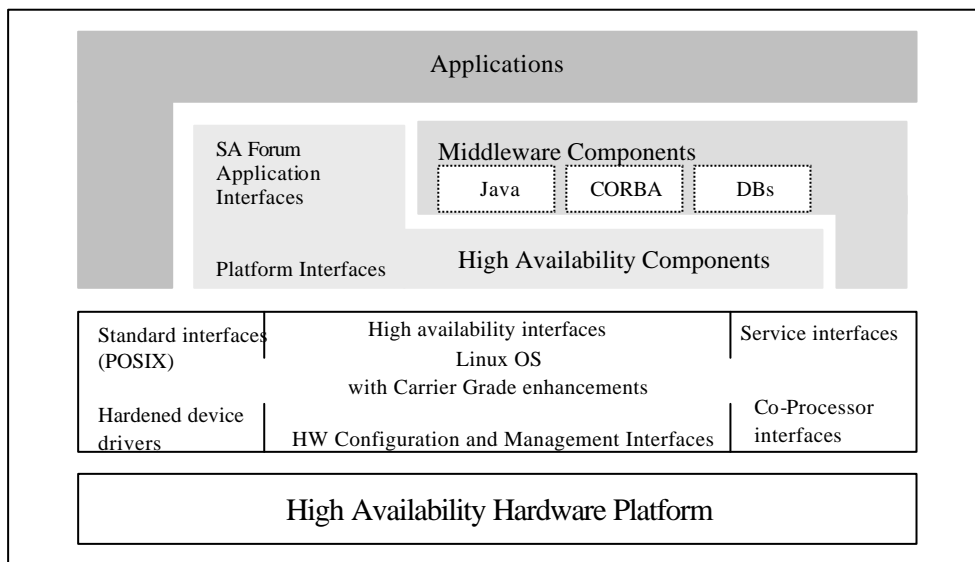 Applications
SA Forum
Application
Interfaces
Platform Interfaces
Middleware Components
Java
CORBA
DBs
High Availability Components
Standard interfaces
(POSIX)
High availability interfaces
Service interfaces
Linux OS
with Carrier Grade enhancements
Hardened device
drivers
HW Configuration and Management Interfaces
Co-Processor
interfaces
High Availability Hardware Platform